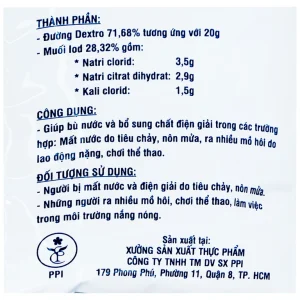 THÀNH PHẦN:
- Đường Dextro 71,68% tương ứng với 20g
- Muối Iod 28,32% gồm:
* Natri clorid: 3,5g
* Natri citrat dihydrat: 2,9g
* Kali clorid: 1,5g
CÔNG DỤNG:
- Giúp bù nước và bổ sung chất điện giải trong các trường
hợp: Mất nước do tiêu chảy, nôn mửa, ra nhiều mồ hôi do
lao động nặng, chơi thể thao.
ĐỐI TƯỢNG SỬ DỤNG:
- Người bị mất nước và điện giải do tiêu chảy, nôn mửa.
- Những người ra nhiều mồ hôi, chơi thể thao, làm việc
trong môi trường nắng nóng.
Sản xuất tại:
XƯỞNG SẢN XUẤT THỰC PHẨM
CÔNG TY TNHH TM DV SX PPI
179 Phong Phú, Phường 11, Quận 8, TP. HCM
PPI